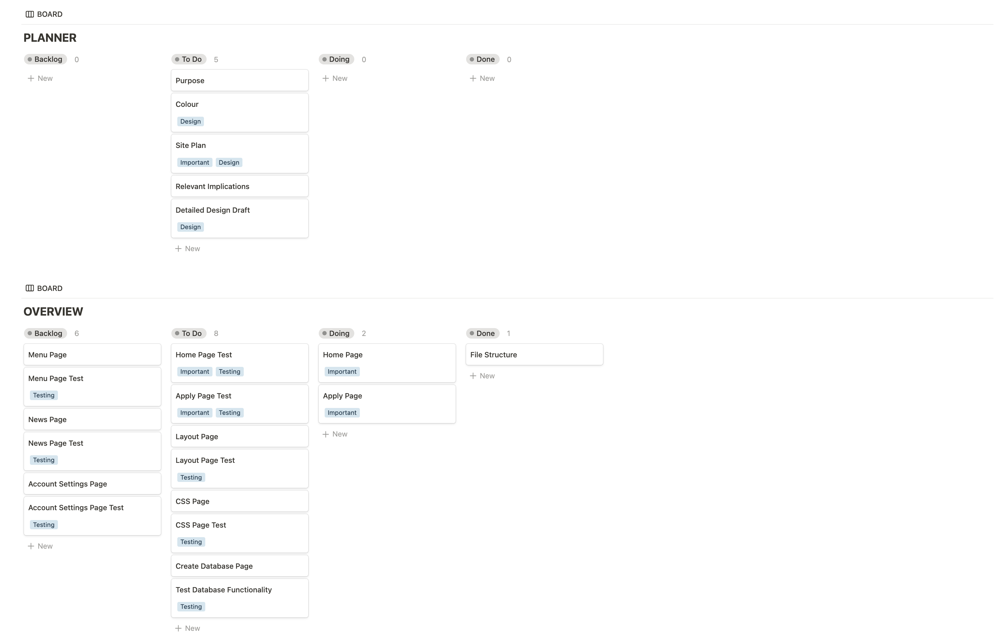 BOARD
PLANNER
Backlog 0
New
To Do 5
Purpose
Colour
Design
Site Plan
Important Design
Relevant Implications
Detailed Design Draft
Design
New
Doing 0
New
Done 0
New
BOARD
OVERVIEW
Backlog 6
Menu Page
Menu Page Test
Testing
News Page
News Page Test
Testing
Account Settings Page
Account Settings Page Test
Testing
New
To Do 8
Home Page Test
Important Testing
Apply Page Test
Important Testing
Layout Page
Layout Page Test
Testing
CSS Page
CSS Page Test
Testing
Create Database Page
Test Database Functionality
Testing
New
Doing 2
Home Page
Important
Apply Page
Important
New
Done 1
File Structure
New